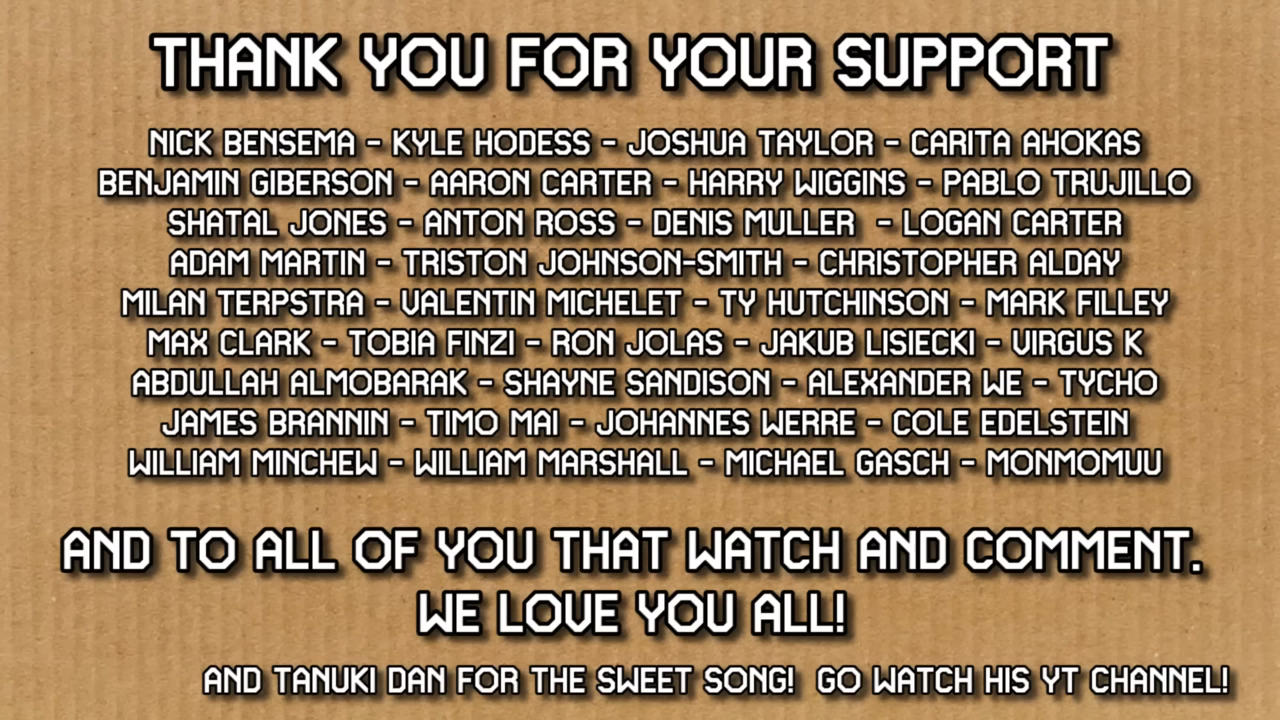 THANK YOU FOR YOUR SUPPORT
NICK BENSEMA - KYLE HODESS - JOSHUA TAYLOR - CARITA AHOKAS
BENJAMIN GIBERSON - AARON CARTER - HARRY WIGGINS - PABLO TRUJILLO
SHATAL JONES - ANTON ROSS - DENIS MULLER - LOGAN CARTER
ADAM MARTIN - TRISTON JOHNSON-SMITH - CHRISTOPHER ALDAY
MILAN TERPSTRA - VALENTIN MICHELET - TY HUTCHINSON - MARK FILLEY
MAX CLARK - TOBIA FINZI - RON JOLAS - JAKUB LISIECKI - VIRGUS K
ABDULLAH ALMOBARAK - SHAYNE SANDISON - ALEXANDER WE - TYCHO
JAMES BRANNIN - TIMO MAI - JOHANNES WERRE - COLE EDELSTEIN
WILLIAM MINCHEW - WILLIAM MARSHALL - MICHAEL GASCH - MONMOMUU
AND TO ALL OF YOU THAT WATCH AND COMMENT.
WE LOVE YOU ALL!
AND TANUKI DAN FOR THE SWEET SONG! GO WATCH HIS YT CHANNEL!